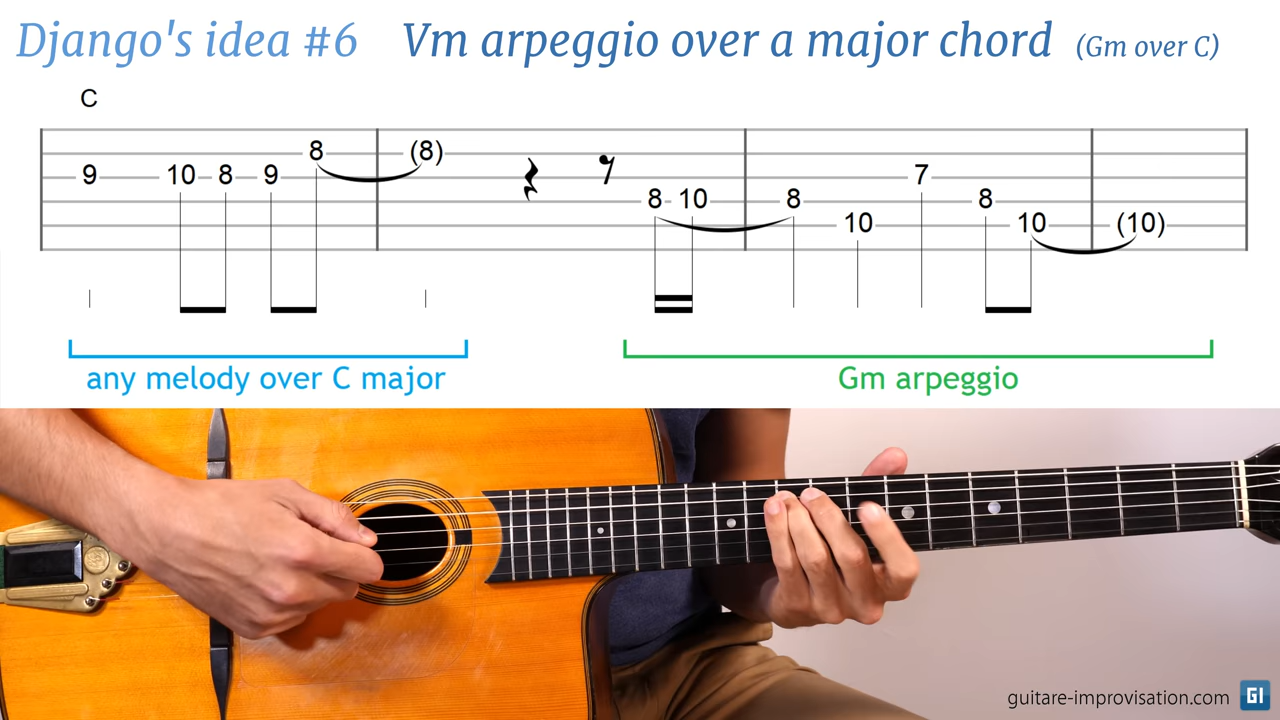 Django's idea #6 Vm arpeggio over a major chord (Gm over C)
C
8 (8)
9 10 8 9 7
8 10 8 8
10 10 (10)
any melody over C major Gm arpeggio
guitare-improvisation.com GI